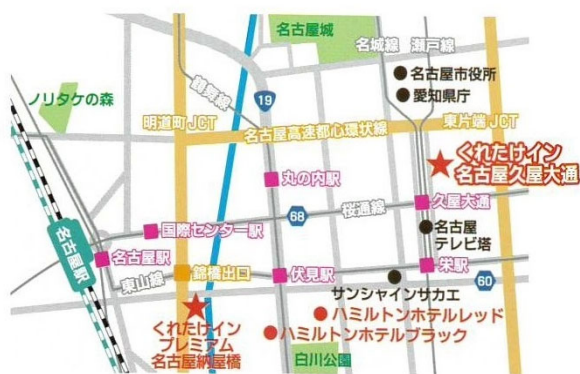 名古屋城
名城線
瀬戸線
名古屋市役所
愛知県庁
鶴舞線
ノリタケの森
19
明道町JCT
名古屋高速都心環状線
東片端JCT
くれたけイン
名古屋久屋大通
丸の内駅
久屋大通
68
桜通線
国際センター駅
名古屋
テレビ塔
名古屋駅
名古屋駅
東山線
錦橋出口
伏見駅
栄駅
サンシャインサカエ
60
ハミルトンホテルレッド
ハミルトンホテルブラック
くれたけイン
プレミアム
名古屋納屋橋
白川公園